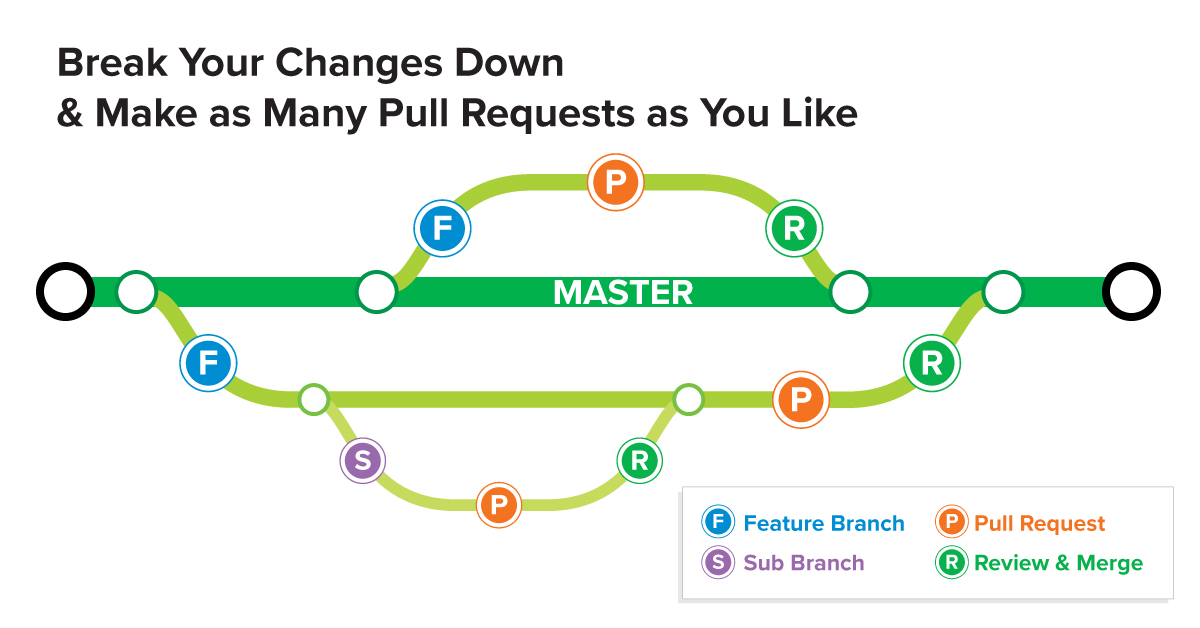 Break Your Changes Down
& Make as Many Pull Requests as You Like
P
F
R
MASTER
F
R
P
S
R
P
F Feature Branch
P Pull Request
S Sub Branch
R Review & Merge